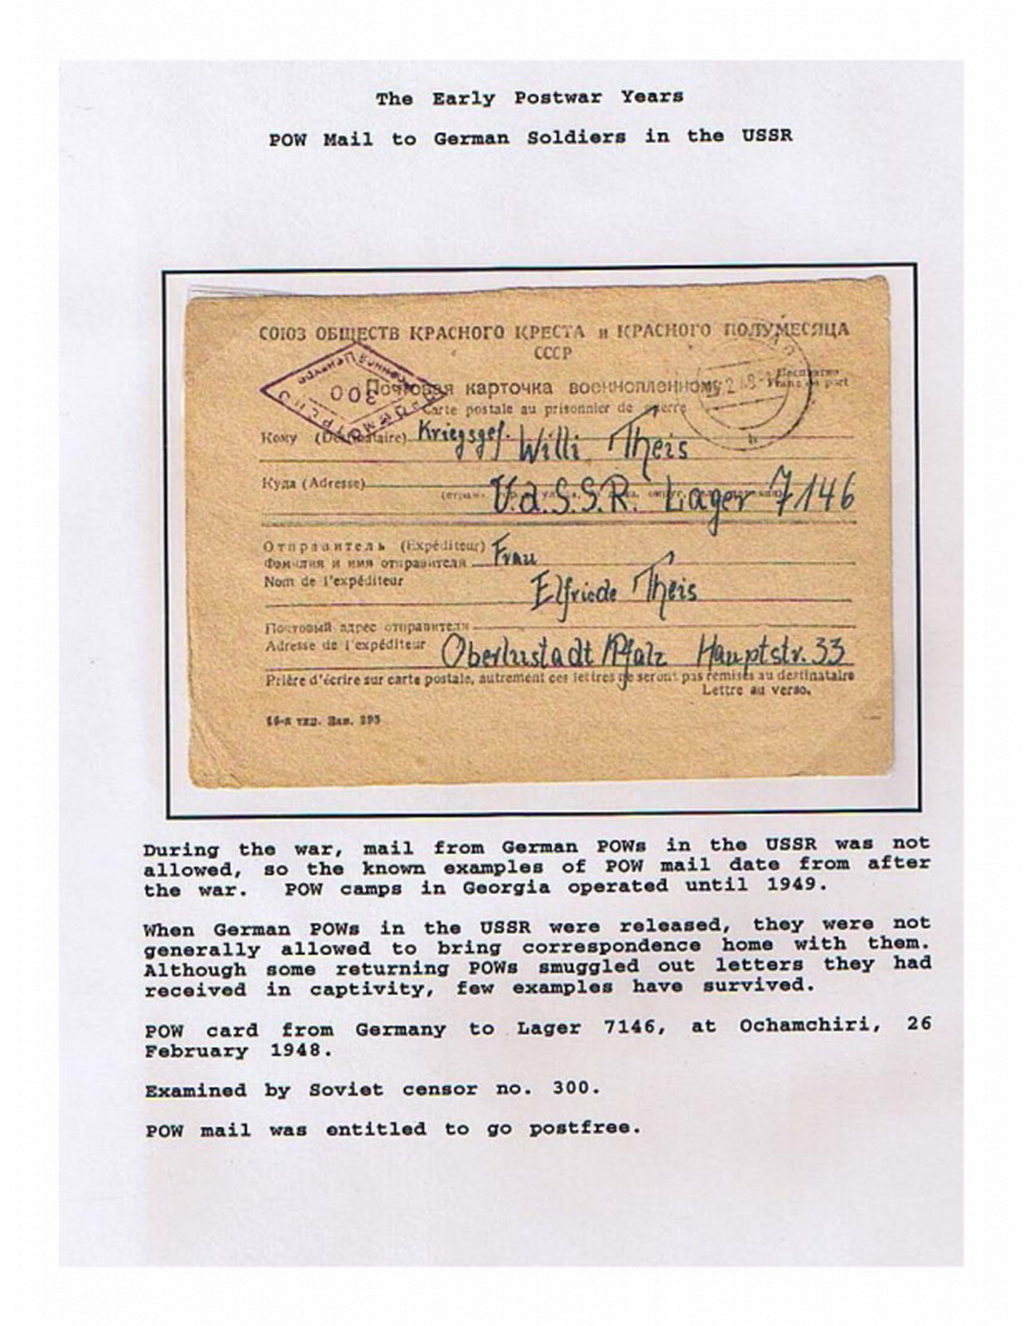 The Early Postwar Years
POW Mail to German Soldiers in the USSR
СОЮЗ ОБЩЕСТВ КРАСНОГО КРЕСТА и КРАСНОГО ПОЛУМЕСЯЦА
СССР
300
Почтовая карточка военнопленному
Бесплатно
Franc de port
Carte postale au prisonnier de guerre
Кому (Destinataire) Kriegsgef. Willi Theis
Куда (Adresse) U.d.S.S.R. Lager 7146
Отправитель (Expéditeur) Frau
Фамилия и имя отправителя
Nom de l'expéditeur Elfriede Theis
Почтовый адрес отправителя
Adresse de l'expéditeur Oberlustadt/Pfalz Hauptstr. 33
Prière d'écrire sur carte postale, autrement ces lettres ne seront pas remises au destinataire
Lettre au verso.
16-я тип. Зак. 293
During the war, mail from German POWs in the USSR was not
allowed, so the known examples of POW mail date from after
the war. POW camps in Georgia operated until 1949.
When German POWs in the USSR were released, they were not
generally allowed to bring correspondence home with them.
Although some returning POWs smuggled out letters they had
received in captivity, few examples have survived.
POW card from Germany to Lager 7146, at Ochamchiri, 26
February 1948.
Examined by Soviet censor no. 300.
POW mail was entitled to go postfree.